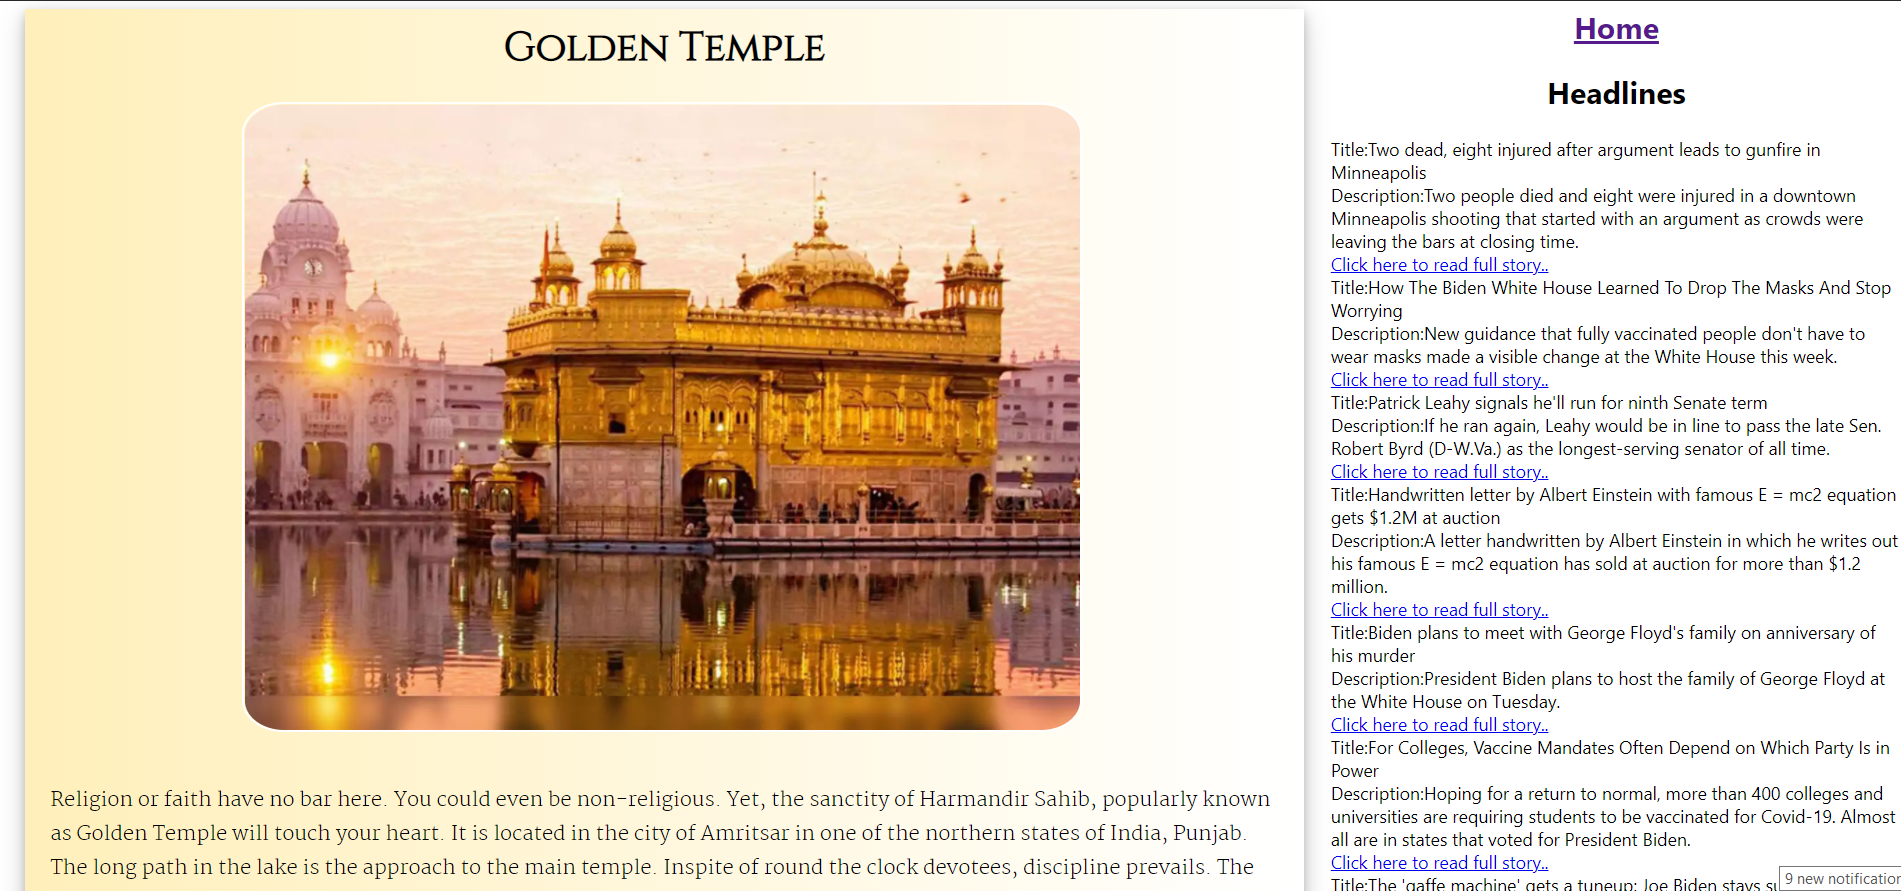 Golden Temple
Religion or faith have no bar here. You could even be non-religious. Yet, the sanctity of Harmandir Sahib, popularly known
as Golden Temple will touch your heart. It is located in the city of Amritsar in one of the northern states of India, Punjab.
The long path in the lake is the approach to the main temple. Inspite of round the clock devotees, discipline prevails. The
Home
Headlines
Title:Two dead, eight injured after argument leads to gunfire in
Minneapolis
Description:Two people died and eight were injured in a downtown
Minneapolis shooting that started with an argument as crowds were
leaving the bars at closing time.
Click here to read full story..
Title:How The Biden White House Learned To Drop The Masks And Stop
Worrying
Description:New guidance that fully vaccinated people don't have to
wear masks made a visible change at the White House this week.
Click here to read full story..
Title:Patrick Leahy signals he'll run for ninth Senate term
Description:If he ran again, Leahy would be in line to pass the late Sen.
Robert Byrd (D-W.Va.) as the longest-serving senator of all time.
Click here to read full story..
Title:Handwritten letter by Albert Einstein with famous E = mc2 equation
gets $1.2M at auction
Description:A letter handwritten by Albert Einstein in which he writes out
his famous E = mc2 equation has sold at auction for more than $1.2
million.
Click here to read full story..
Title:Biden plans to meet with George Floyd's family on anniversary of
his murder
Description:President Biden plans to host the family of George Floyd at
the White House on Tuesday.
Click here to read full story..
Title:For Colleges, Vaccine Mandates Often Depend on Which Party Is in
Power
Description:Hoping for a return to normal, more than 400 colleges and
universities are requiring students to be vaccinated for Covid-19. Almost
all are in states that voted for President Biden.
Click here to read full story..
Title:The 'gaffe machine' gets a tuneup: Joe Biden stays
9 new